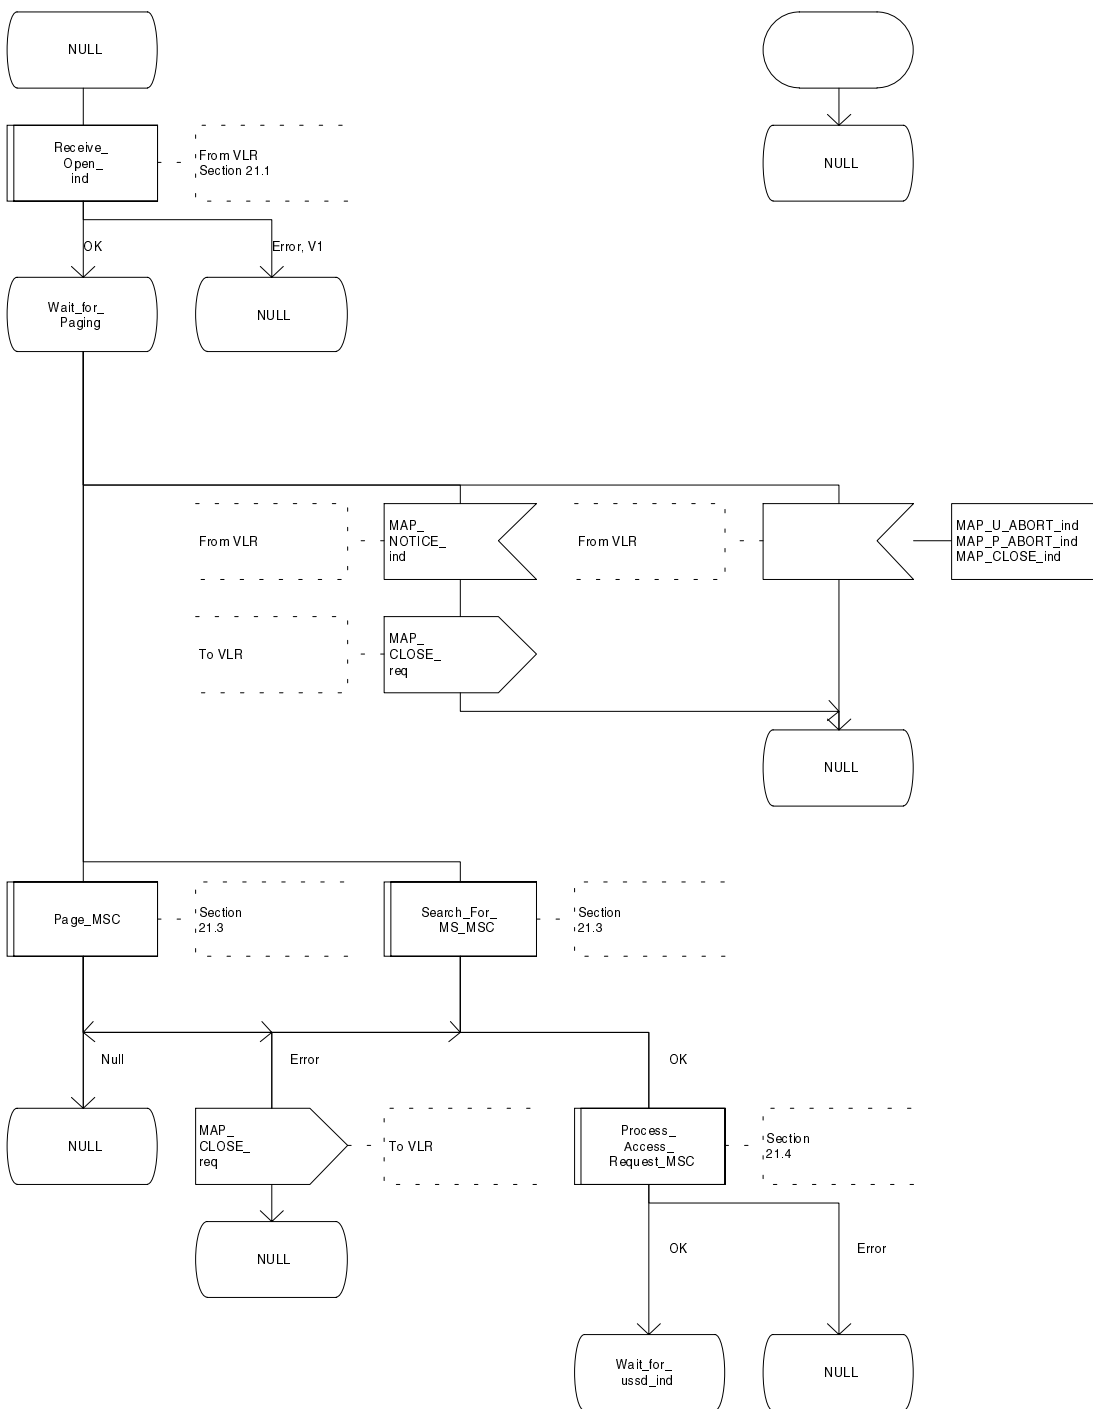 NULL
Receive_
Open_
ind
From VLR
Section 21.1
NULL
OK
Error, V1
Wait_for_
Paging
NULL
From VLR
MAP_
NOTICE_
ind
From VLR
MAP_U_ABORT_ind
MAP_P_ABORT_ind
MAP_CLOSE_ind
To VLR
MAP_
CLOSE_
req
NULL
Page_MSC
Section
21.3
Search_For_
MS_MSC
Section
21.3
Null
Error
OK
NULL
MAP_
CLOSE_
req
To VLR
Process_
Access_
Request_MSC
Section
21.4
NULL
OK
Error
Wait_for_
ussd_ind
NULL